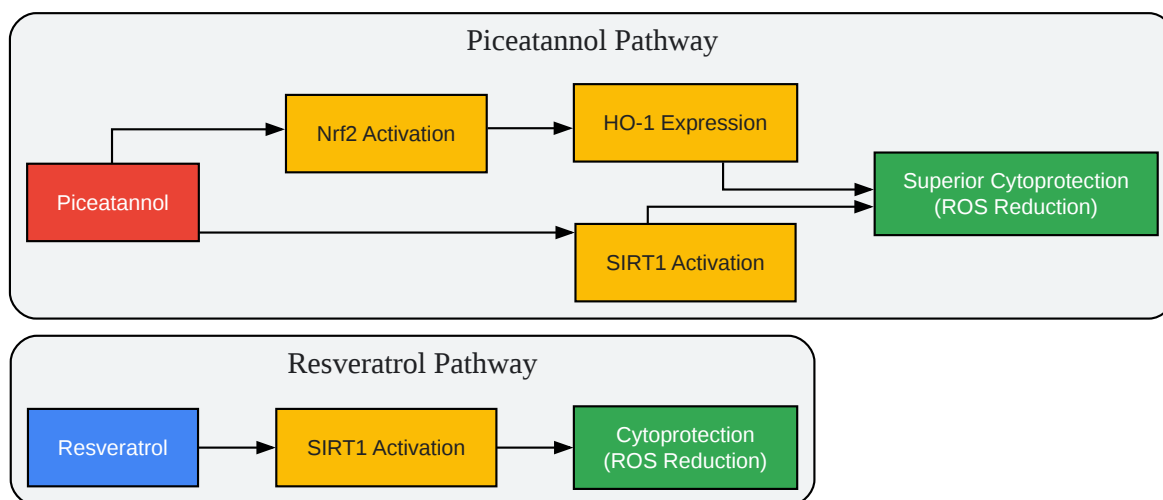 Piceatannol Pathway
Nrf2 Activation
HO-1 Expression
Piceatannol
Superior Cytoprotection
(ROS Reduction)
SIRT1 Activation
Resveratrol Pathway
Resveratrol
SIRT1 Activation
Cytoprotection
(ROS Reduction)